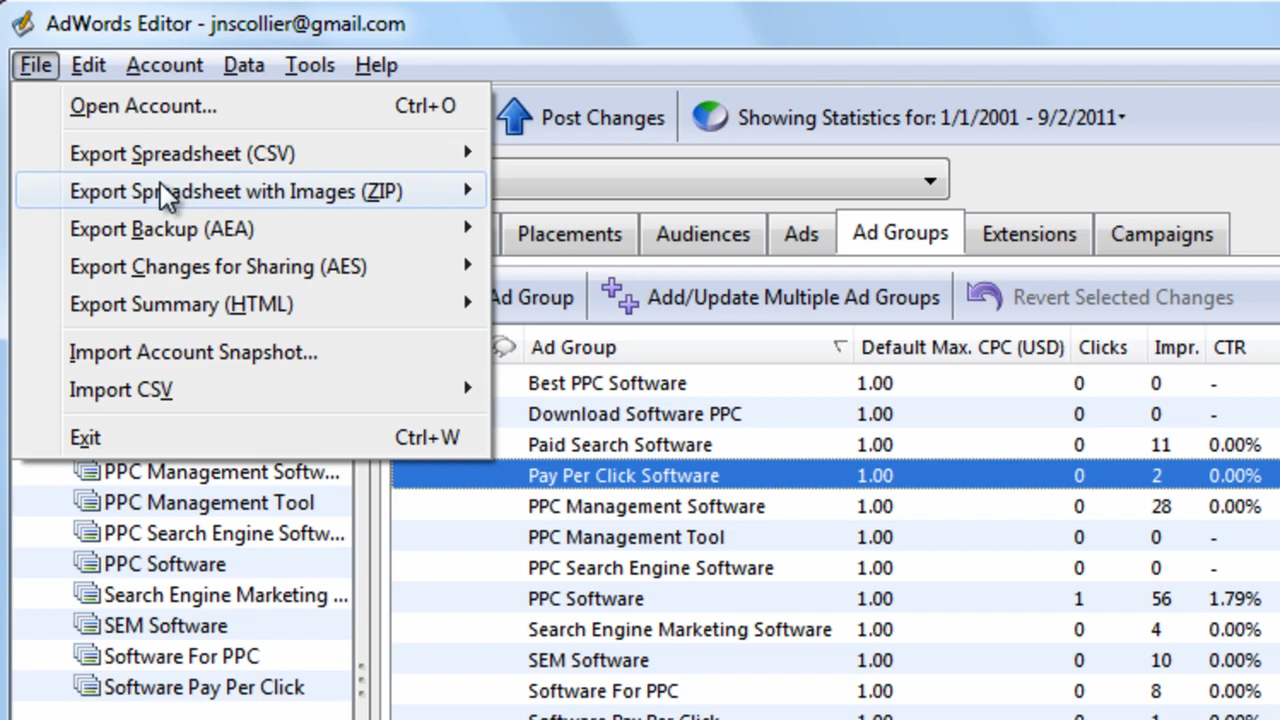 AdWords Editor - jnscollier@gmail.com
File Edit Account Data Tools Help
Open Account... Ctrl+O
Export Spreadsheet (CSV)
Export Spreadsheet with Images (ZIP)
Export Backup (AEA)
Export Changes for Sharing (AES)
Export Summary (HTML)
Import Account Snapshot...
Import CSV
Exit Ctrl+W
Post Changes Showing Statistics for: 1/1/2001 - 9/2/2011
Placements Audiences Ads Ad Groups Extensions Campaigns
Ad Group Add/Update Multiple Ad Groups Revert Selected Changes
Ad Group Default Max. CPC (USD) Clicks Impr. CTR
Best PPC Software 1.00 0 0 -
Download Software PPC 1.00 0 0 -
Paid Search Software 1.00 0 11 0.00%
Pay Per Click Software 1.00 0 2 0.00%
PPC Management Software 1.00 0 28 0.00%
PPC Management Tool 1.00 0 0 -
PPC Search Engine Software 1.00 0 0 -
PPC Software 1.00 1 56 1.79%
Search Engine Marketing Software 1.00 0 4 0.00%
SEM Software 1.00 0 10 0.00%
Software For PPC 1.00 0 8 0.00%
PPC Management Softw...
PPC Management Tool
PPC Search Engine Softw...
PPC Software
Search Engine Marketing ...
SEM Software
Software For PPC
Software Pay Per Click